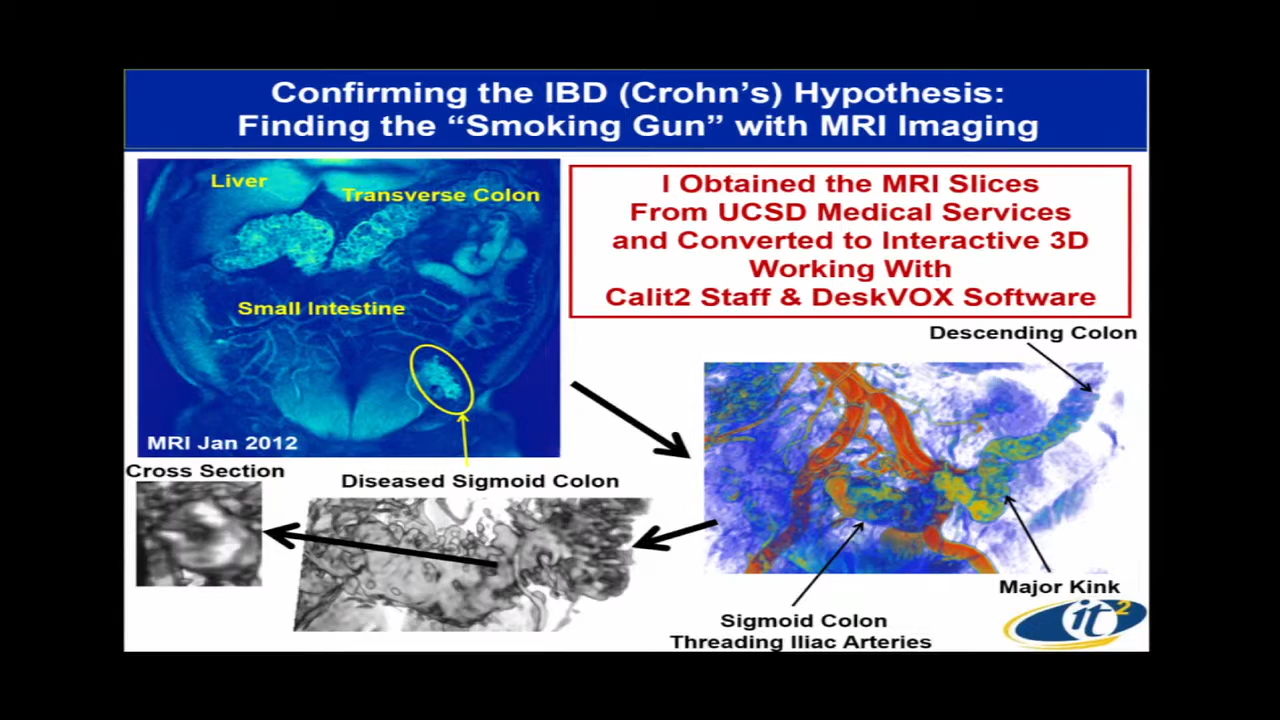 Confirming the IBD (Crohn's) Hypothesis:
Finding the "Smoking Gun" with MRI Imaging
Liver
Transverse Colon
Small Intestine
MRI Jan 2012
I Obtained the MRI Slices
From UCSD Medical Services
and Converted to Interactive 3D
Working With
Calit2 Staff & DeskVOX Software
Descending Colon
Cross Section
Diseased Sigmoid Colon
Major Kink
Sigmoid Colon
Threading Iliac Arteries
it2